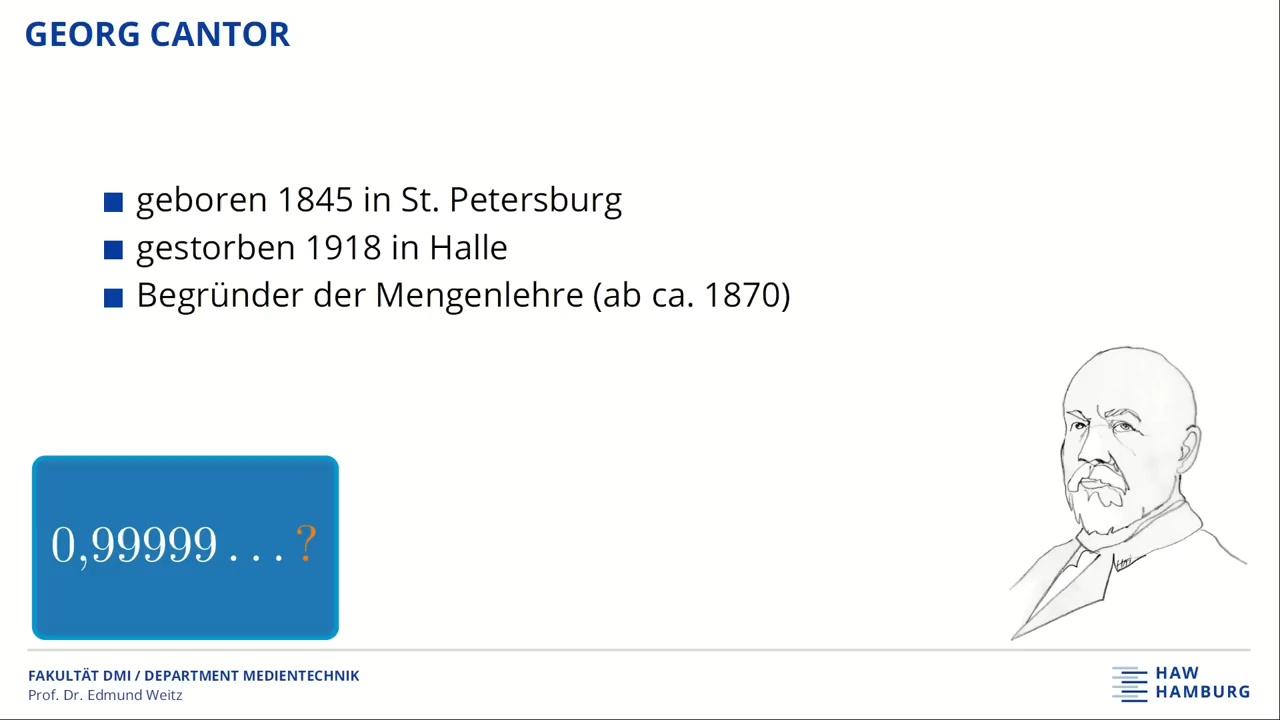 GEORG CANTOR
geboren 1845 in St. Petersburg
gestorben 1918 in Halle
Begründer der Mengenlehre (ab ca. 1870)
0,99999...?
FAKULTÄT DMI / DEPARTMENT MEDIENTECHNIK
Prof. Dr. Edmund Weitz
HAW
HAMBURG